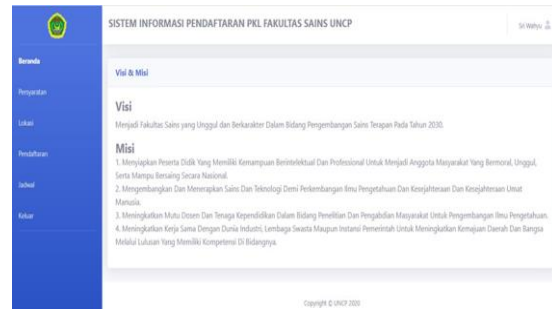 SISTEM INFORMASI PENDAFTARAN PKL FAKULTAS SAINS UNCP
Sri Wahyu
Beranda
Persyaratan
Lokasi
Pendaftaran
Jadwal
Keluar
Visi & Misi
Visi
Menjadi Fakultas Sains yang Unggul dan Berkarakter Dalam Bidang Pengembangan Sains Terapan Pada Tahun 2030.
Misi
1. Menyiapkan Peserta Didik Yang Memiliki Kemampuan Berintelektual Dan Professional Untuk Menjadi Anggota Masyarakat Yang Bermoral, Unggul,
Serta Mampu Bersaing Secara Nasional.
2. Mengembangkan Dan Menerapkan Sains Dan Teknologi Demi Perkembangan Ilmu Pengetahuan Dan Kesejahteraan Dan Kesejahteraan Umat
Manusia.
3. Meningkatkan Mutu Dosen Dan Tenaga Kependidikan Dalam Bidang Penelitian Dan Pengabdian Masyarakat Untuk Pengembangan Ilmu Pengetahuan.
4. Meningkatkan Kerja Sama Dengan Dunia Industri, Lembaga Swasta Maupun Instansi Pemerintah Untuk Meningkatkan Kemajuan Daerah Dan Bangsa
Melalui Lulusan Yang Memiliki Kompetensi Di Bidangnya.
Copyright © UNCP 2020